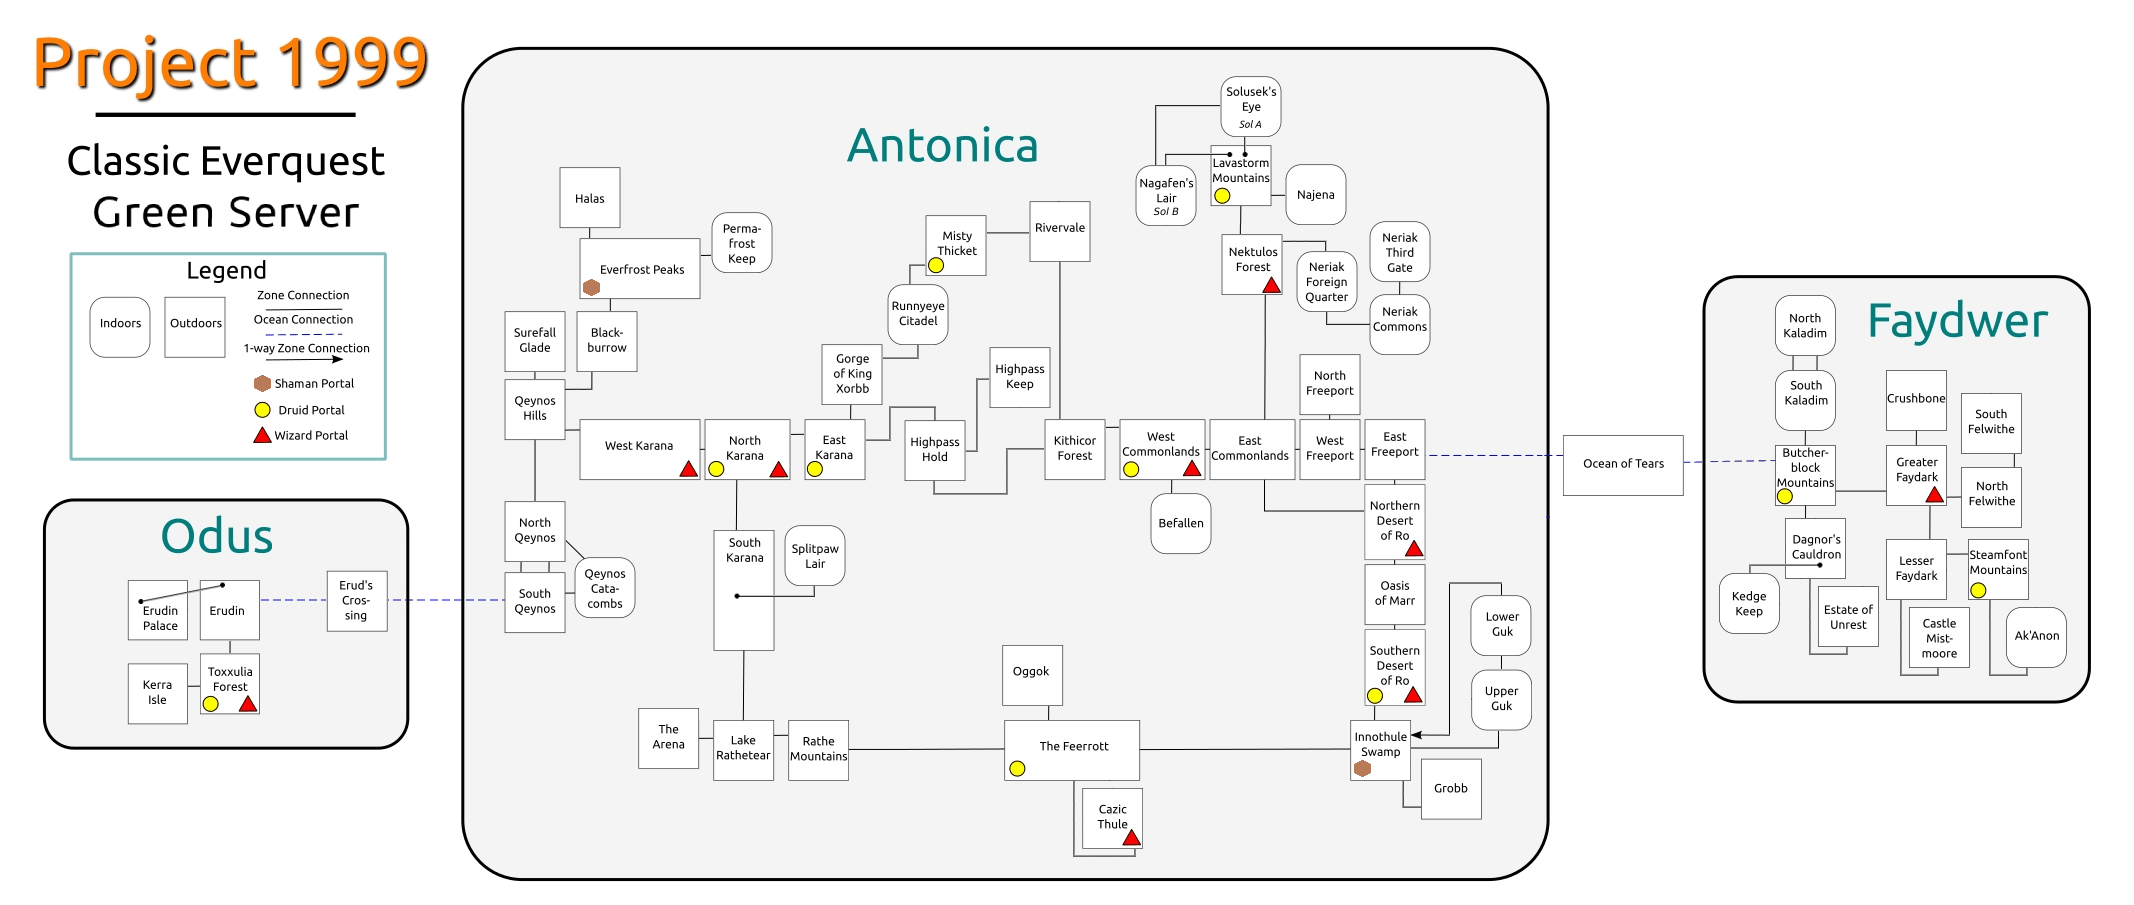 Project 1999
Classic Everquest
Green Server
Legend
Indoors
Outdoors
Zone Connection
Ocean Connection
1-way Zone Connection
Shaman Portal
Druid Portal
Wizard Portal
Odus
Erudin
Palace
Erudin
Erud's
Cros-
sing
Kerra
Isle
Toxxulia
Forest
Antonica
Halas
Everfrost Peaks
Perma-
frost
Keep
Surefall
Glade
Black-
burrow
Qeynos
Hills
West Karana
North
Karana
East
Karana
Gorge
of King
Xorbb
Runnyeye
Citadel
Misty
Thicket
Rivervale
Highpass
Keep
Highpass
Hold
Kithicor
Forest
West
Commonlands
Befallen
East
Commonlands
West
Freeport
North
Freeport
East
Freeport
Solusek's
Eye
Sol A
Nagafen's
Lair
Sol B
Lavastorm
Mountains
Najena
Nektulos
Forest
Neriak
Foreign
Quarter
Neriak
Third
Gate
Neriak
Commons
North
Qeynos
South
Qeynos
Qeynos
Cata-
combs
South
Karana
Splitpaw
Lair
The
Arena
Lake
Rathetear
Rathe
Mountains
Oggok
The Feerrott
Cazic
Thule
Northern
Desert
of Ro
Oasis
of Marr
Southern
Desert
of Ro
Innothule
Swamp
Grobb
Lower
Guk
Upper
Guk
Ocean of Tears
Faydwer
North
Kaladim
South
Kaladim
Butcher-
block
Mountains
Crushbone
Greater
Faydark
South
Felwithe
North
Felwithe
Dagnor's
Cauldron
Kedge
Keep
Estate of
Unrest
Lesser
Faydark
Steamfont
Mountains
Castle
Mist-
moore
Ak'Anon